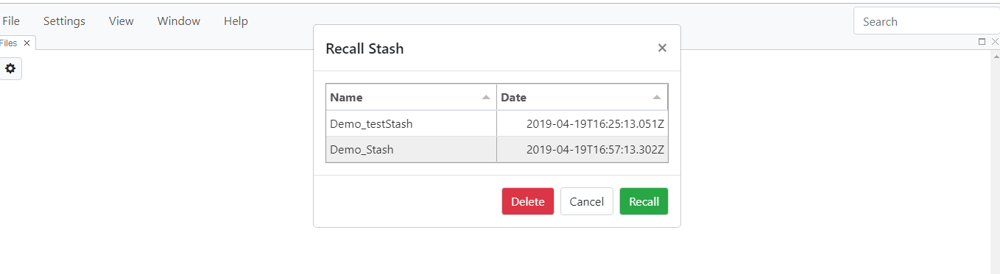 File Settings View Window Help Search
Files
Recall Stash
Name Date
Demo_testStash 2019-04-19T16:25:13.051Z
Demo_Stash 2019-04-19T16:57:13.302Z
Delete Cancel Recall